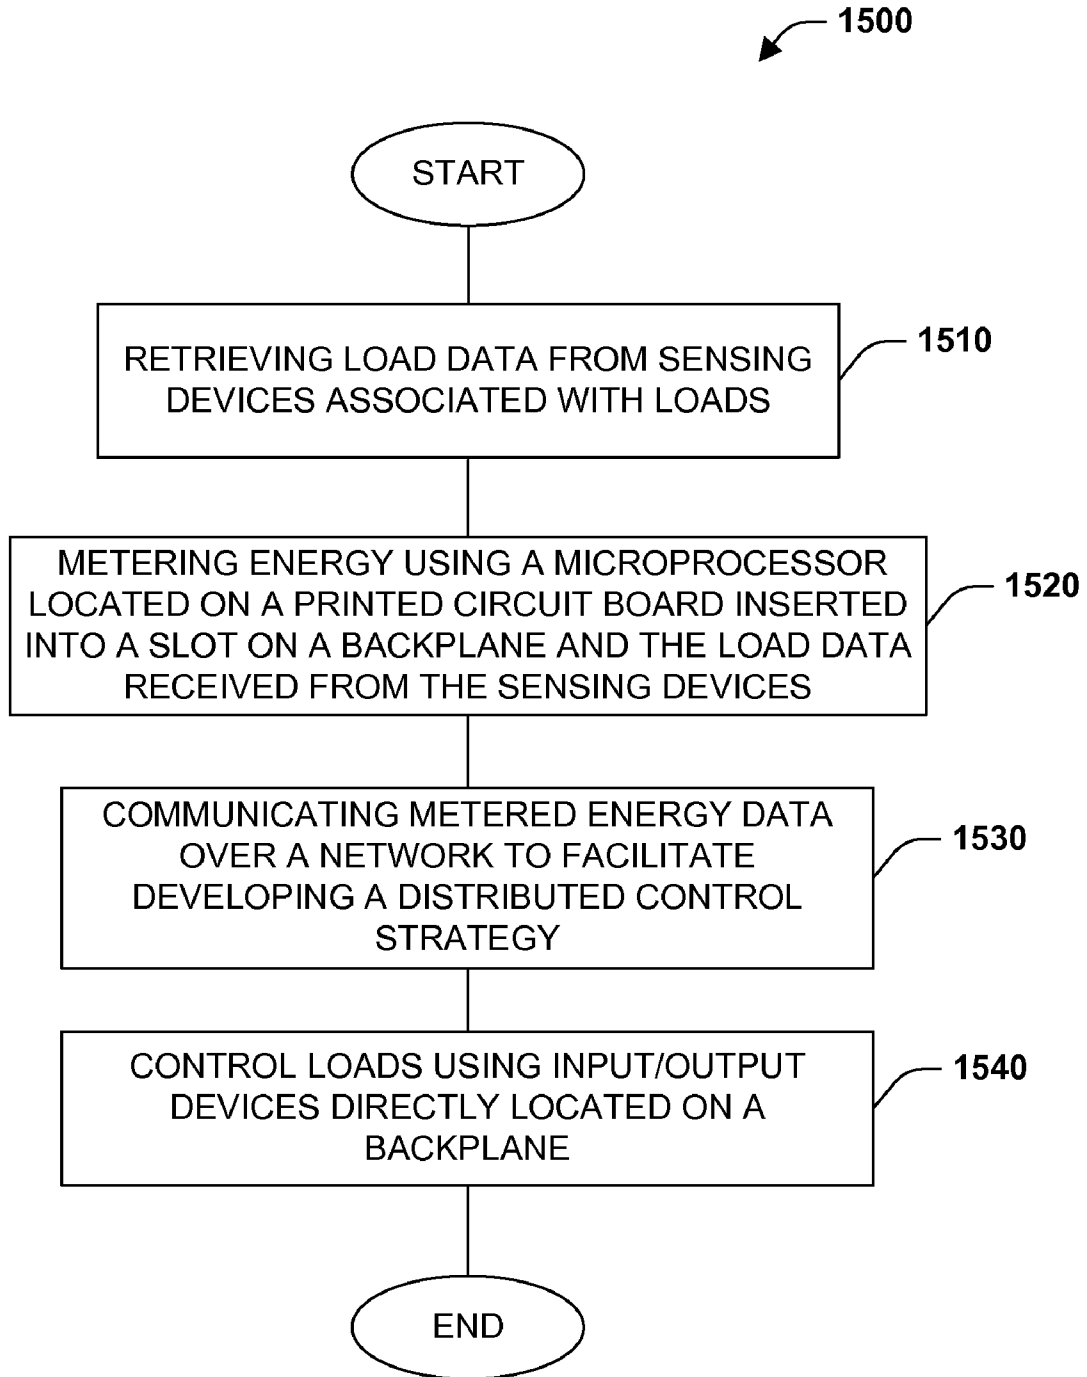 1500
START
RETRIEVING LOAD DATA FROM SENSING
DEVICES ASSOCIATED WITH LOADS
1510
METERING ENERGY USING A MICROPROCESSOR
LOCATED ON A PRINTED CIRCUIT BOARD INSERTED
INTO A SLOT ON A BACKPLANE AND THE LOAD DATA
RECEIVED FROM THE SENSING DEVICES
1520
COMMUNICATING METERED ENERGY DATA
OVER A NETWORK TO FACILITATE
DEVELOPING A DISTRIBUTED CONTROL
STRATEGY
1530
CONTROL LOADS USING INPUT/OUTPUT
DEVICES DIRECTLY LOCATED ON A
BACKPLANE
1540
END